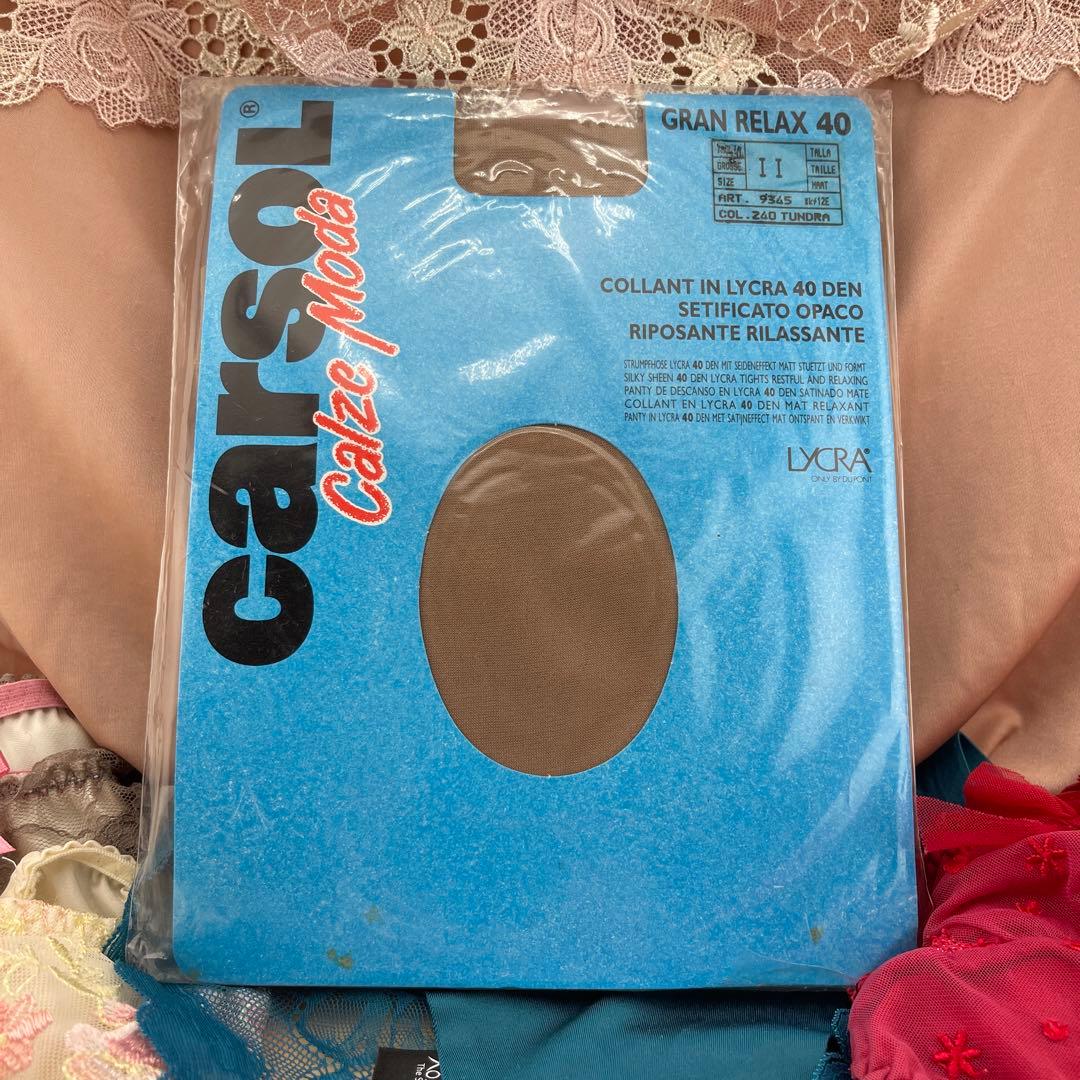 carsol®
Calze Moda
GRAN RELAX 40
GROSSE
SIZE
II
TALLA
TAILLE
MAAT
ART. 9345
COL. 240 TUNDRA
COLLANT IN LYCRA 40 DEN
SETIFICATO OPACO
RIPOSANTE RILASSANTE
STRUMPFHOSE LYCRA 40 DEN MIT SEIDENEFFEKT MATT STUETZT UND FORMT
SILKY SHEEN 40 DEN LYCRA TIGHTS RESTFUL AND RELAXING
PANTY DE DESCANSO EN LYCRA 40 DEN SATINADO MATE
COLLANT EN LYCRA 40 DEN MAT RELAXANT
PANTY IN LYCRA 40 DEN MET SATIJNEFFECT MAT ONTSPANT EN VERKWIKT
LYCRA®
ONLY BY DU PONT
The